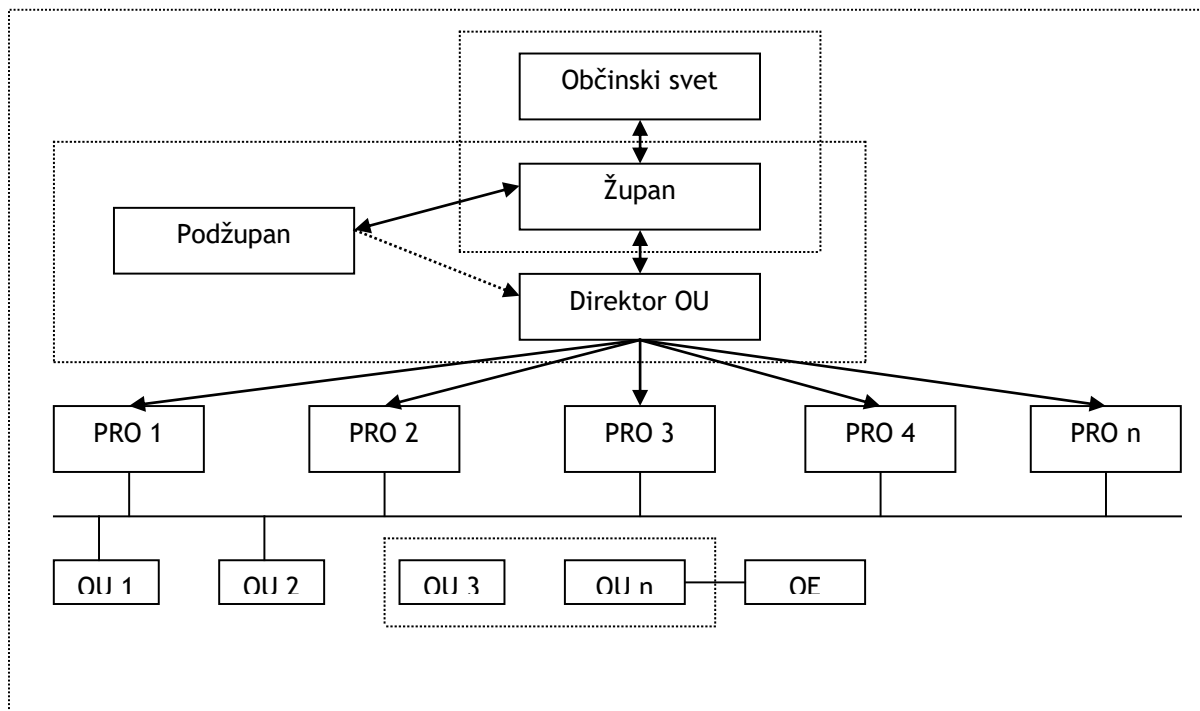 Občinski svet
Župan
Podžupan
Direktor OU
PRO 1
PRO 2
PRO 3
PRO 4
PRO n
OU 1
OU 2
OU 3
OU n
OE